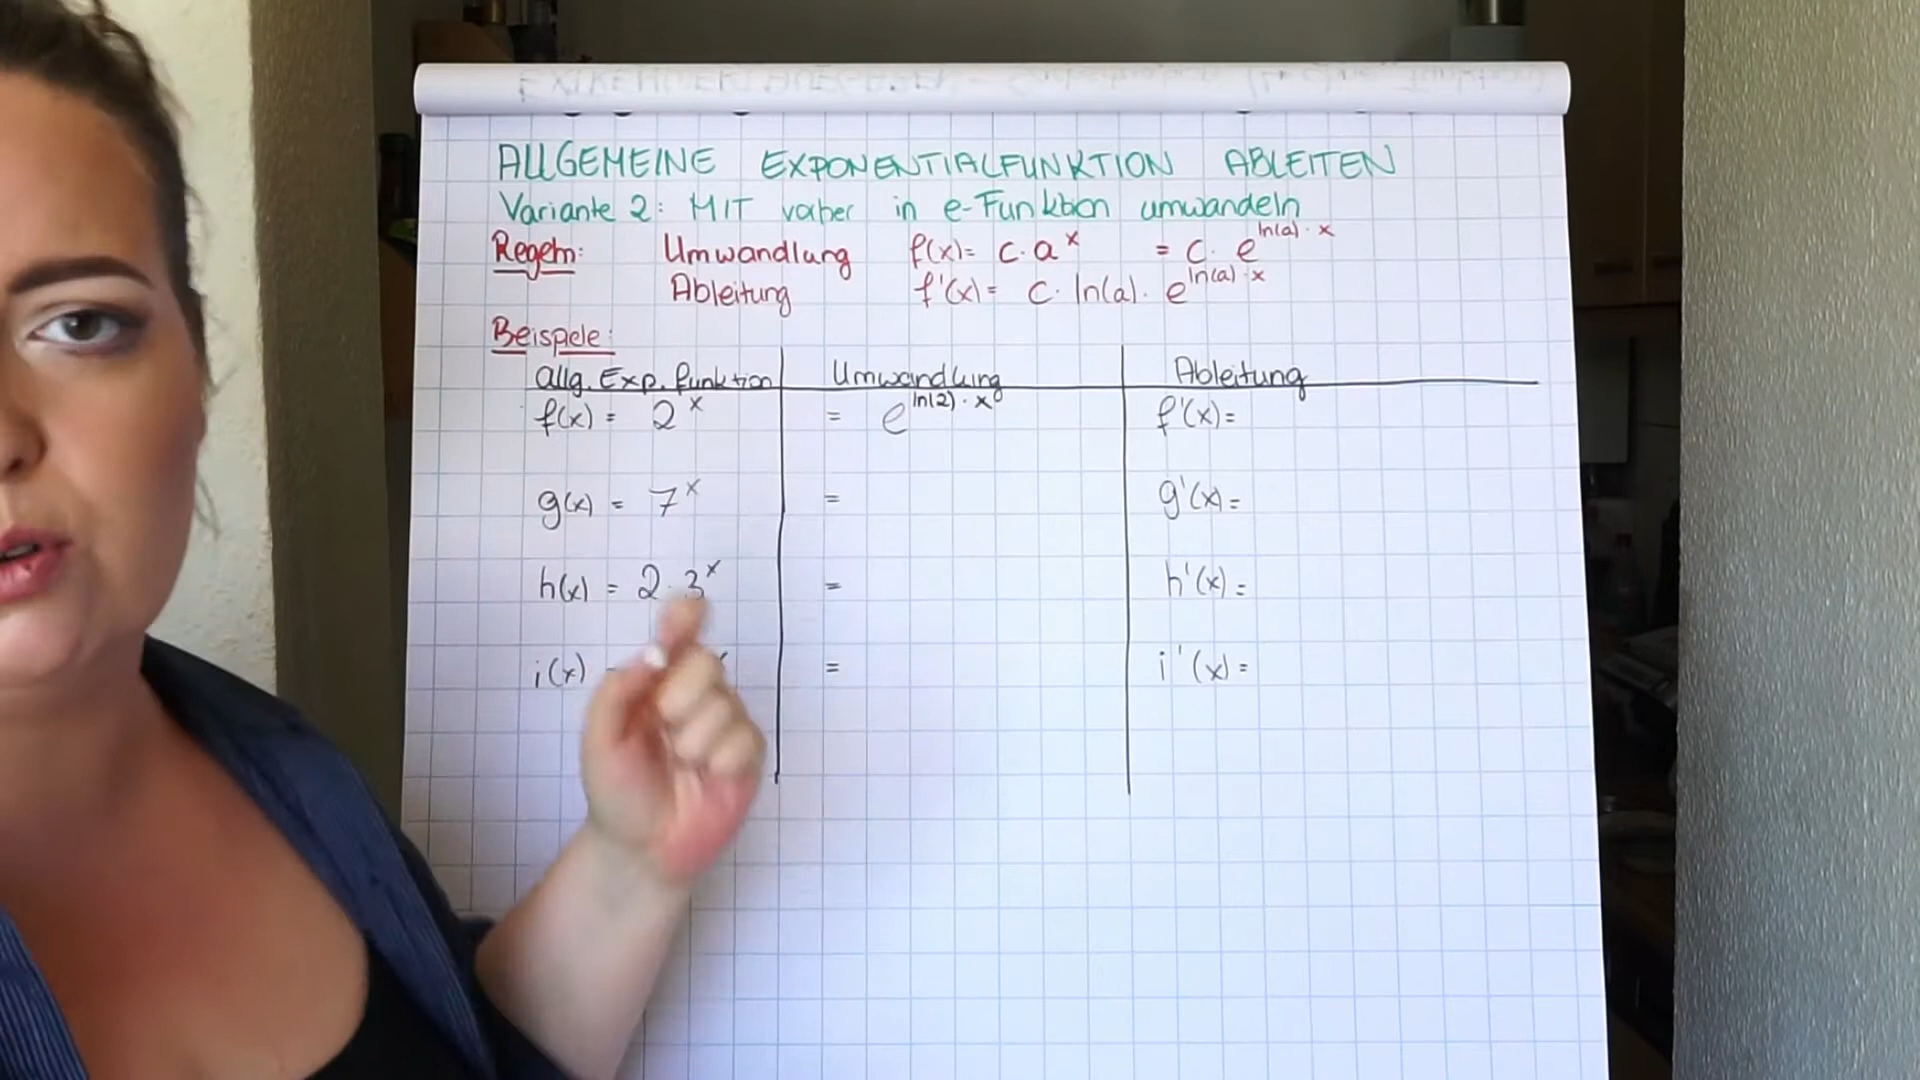 ALLGEMEINE EXPONENTIALFUNKTION ABLEITEN
Variante 2: MIT vorher in e-Funktion umwandeln
Regeln: Umwandlung f(x) = c · a^x = c · e^ln(a) · x
Ableitung f'(x) = c · ln(a) · e^ln(a) · x
Beispiele:
allg. Exp. funktion Umwandlung Ableitung
f(x) = 2^x = e^ln(2) · x f'(x) =
g(x) = 7^x = g'(x) =
h(x) = 2 · 3^x = h'(x) =
i(x) = i'(x) =